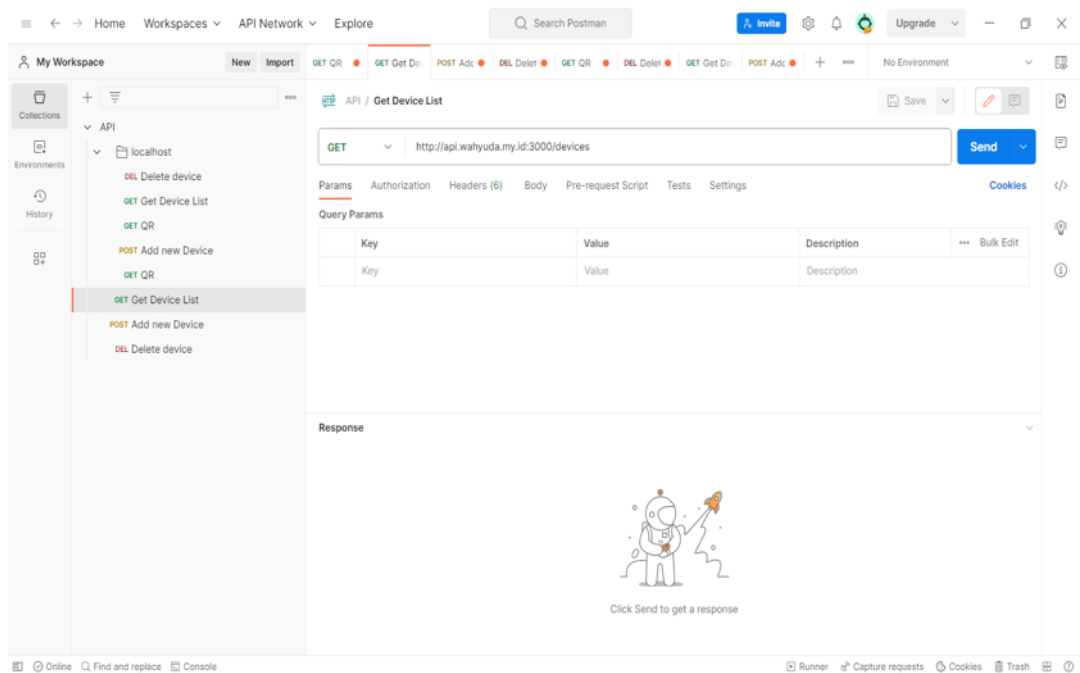 Home Workspaces API Network Explore Search Postman Invite Upgrade
My Workspace New Import GET QR GET Get De POST Adc DEL Delet GET QR DEL Delet GET Get De POST Adc No Environment
Collections
API
API / Get Device List Save
localhost
GET http://api.wahyuda.my.id:3000/devices Send
Environments
DEL Delete device
Params Authorization Headers (6) Body Pre-request Script Tests Settings Cookies
GET Get Device List
History
Query Params
GET QR
Key Value Description Bulk Edit
POST Add new Device
Key Value Description
GET QR
GET Get Device List
POST Add new Device
DEL Delete device
Response
Click Send to get a response
Online Find and replace Console Runner Capture requests Cookies Trash